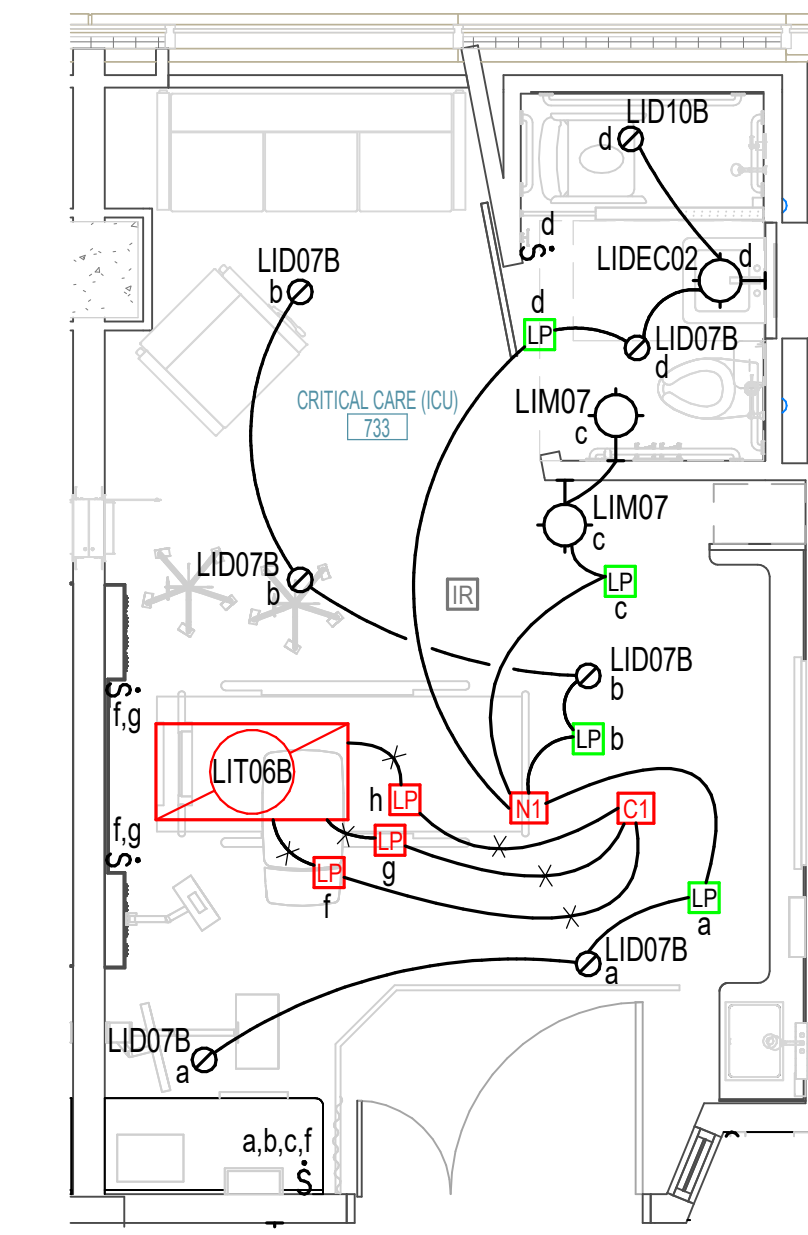 LID10B
d
d
LIDEC02
d
LID07B
b
d
LP
LID07B
d
CRITICAL CARE (ICU)
733
LIM07
c
LIM07
c
LID07B
b
IR
LP
c
LID07B
b
f,g
LP
b
LIT06B
h
LP
N1
C1
f,g
LP
g
LP
f
LP
a
LID07B
a
LID07B
a
a,b,c,f
S